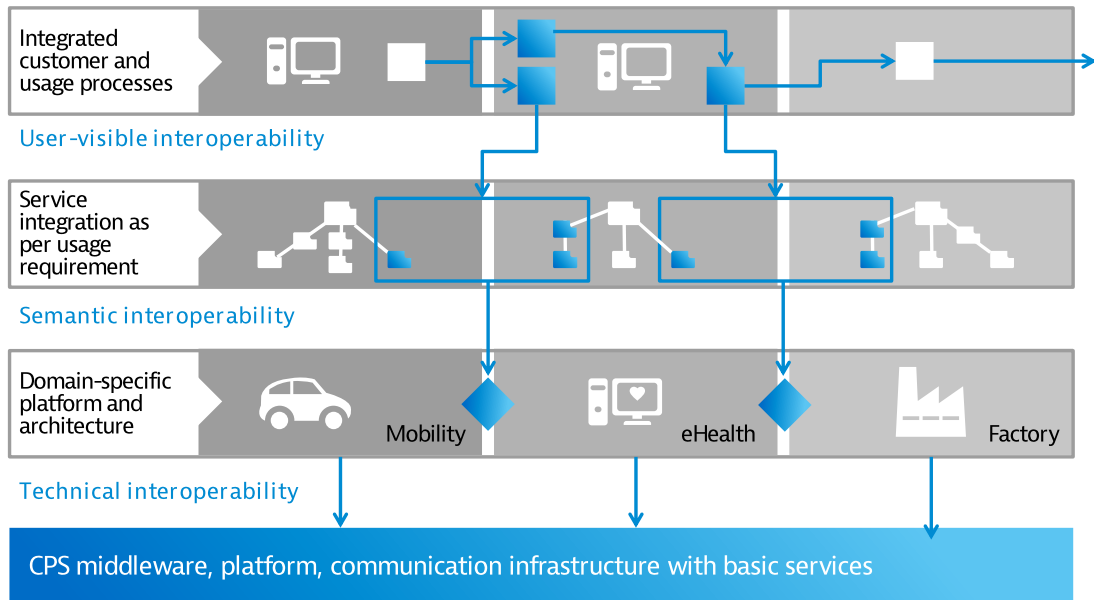 Integrated
customer and
usage processes
User-visible interoperability
Service
integration as
per usage
requirement
Semantic interoperability
Domain-specific
platform and
architecture
Mobility
eHealth
Factory
Technical interoperability
CPS middleware, platform, communication infrastructure with basic services